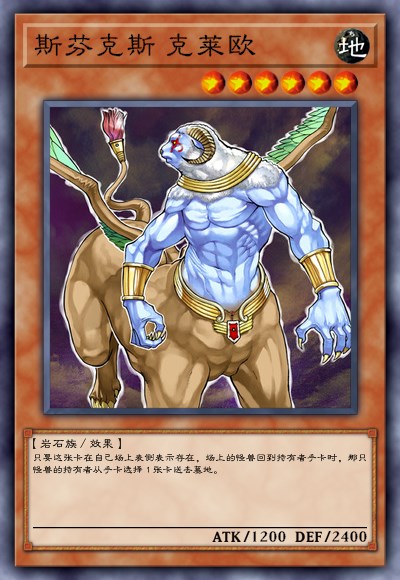 斯芬克斯 克莱欧
地
【岩石族／效果】
只要这张卡在自己场上表侧表示存在，场上的怪兽回到持有者手卡时，那只
怪兽的持有者从手卡选择1张卡送去墓地。
ATK/1200 DEF/2400